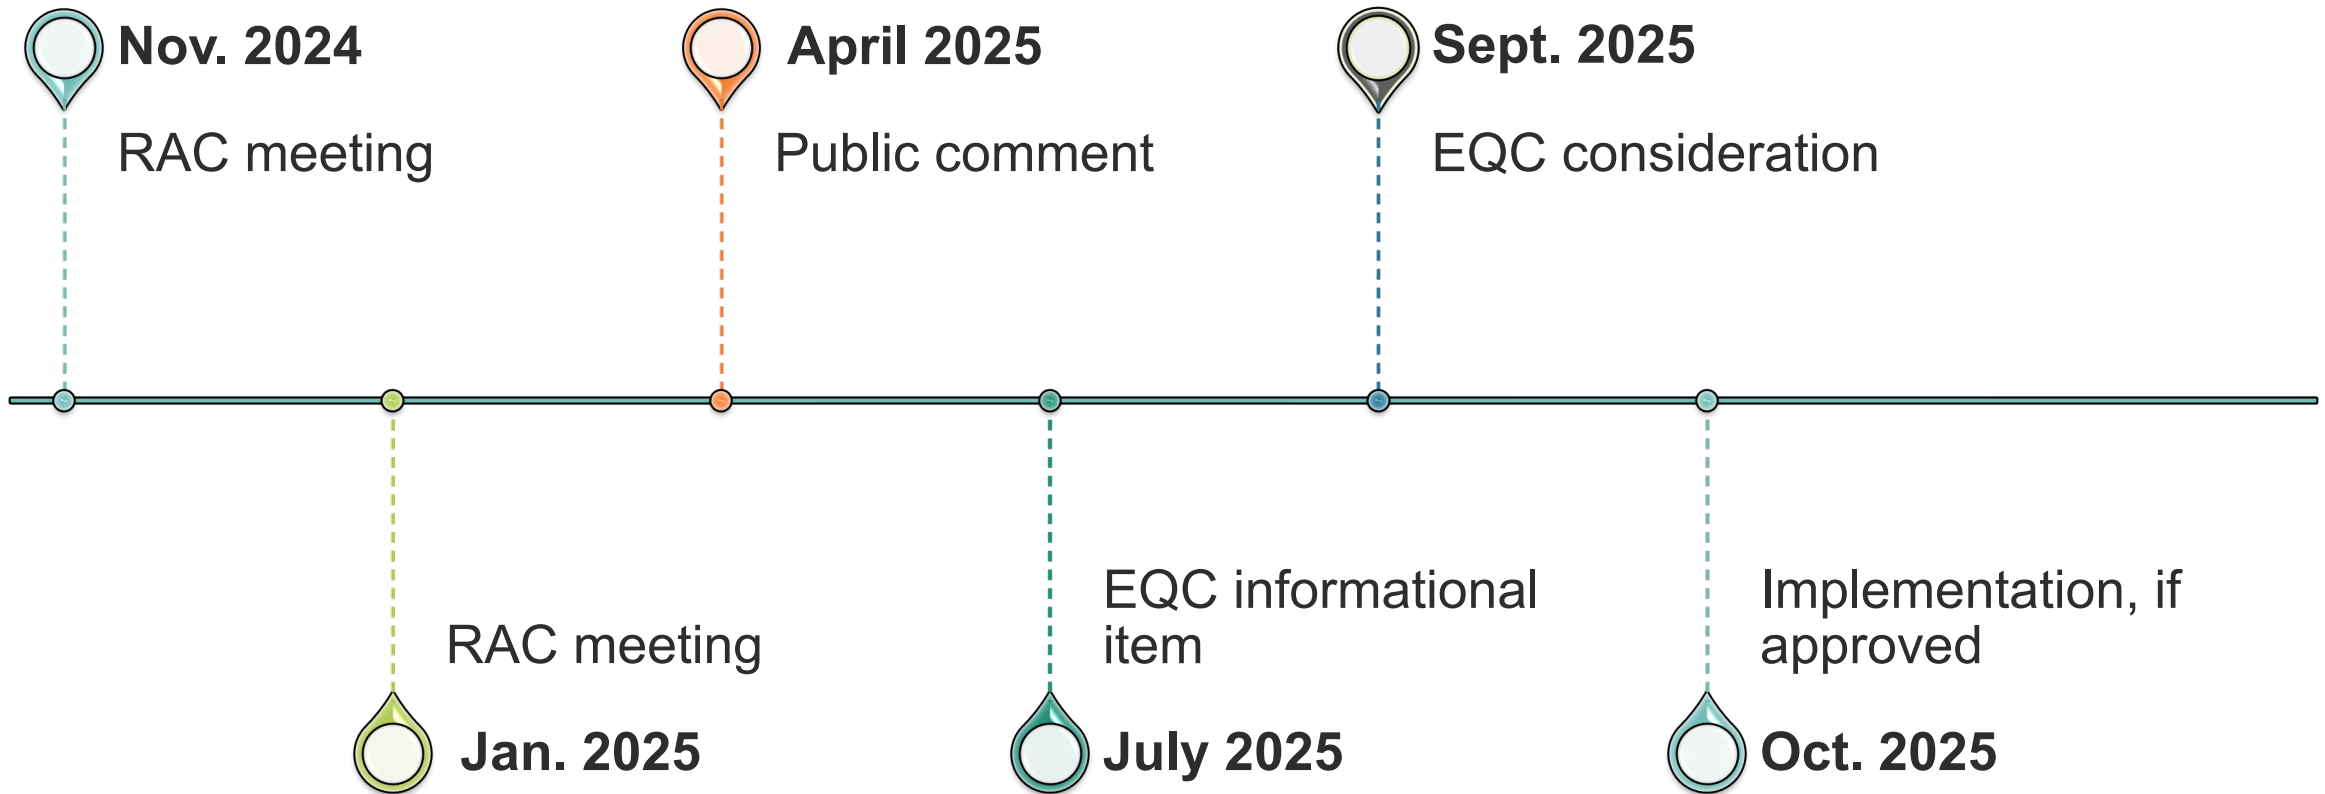 Nov. 2024
RAC meeting
Jan. 2025
RAC meeting
April 2025
Public comment
July 2025
EQC informational
item
Sept. 2025
EQC consideration
Oct. 2025
Implementation, if
approved